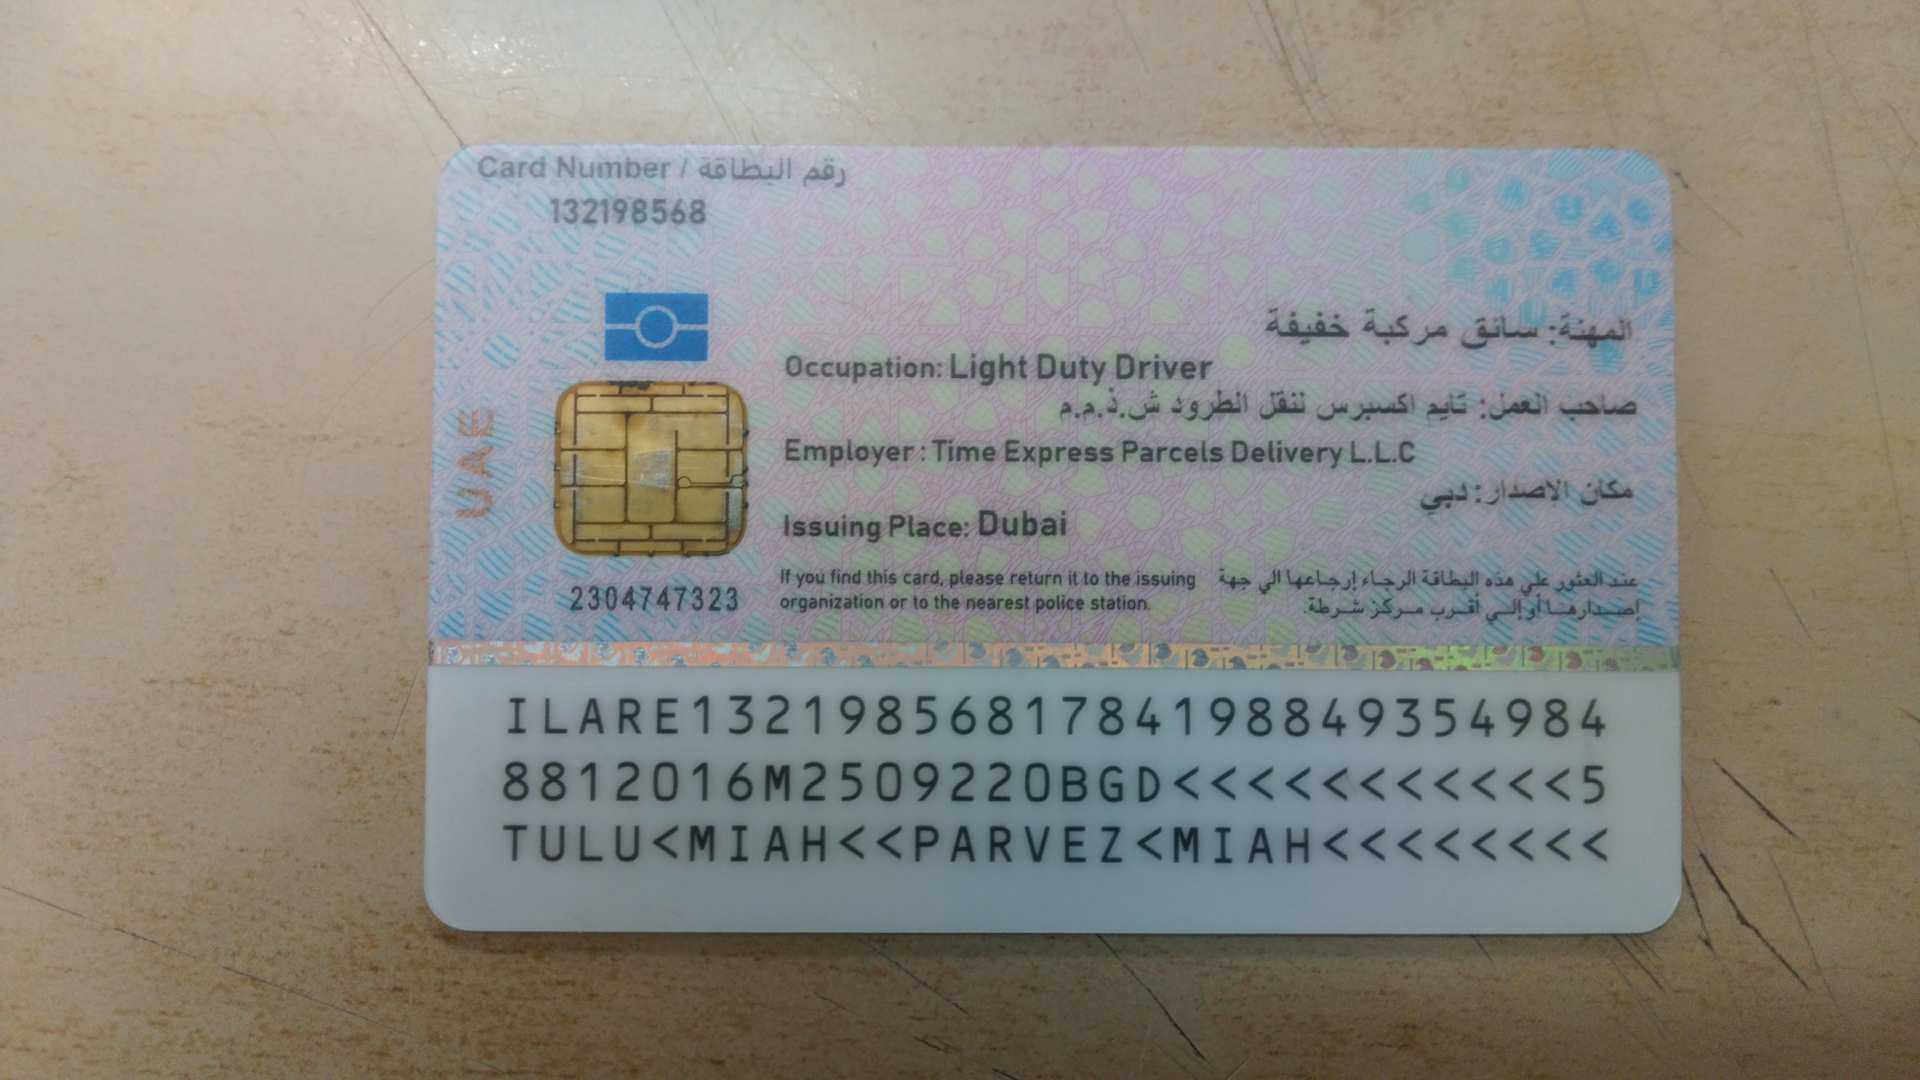 Card Number / رقم البطاقة
132198568
المهنة: سائق مركبة خفيفة
Occupation: Light Duty Driver
صاحب العمل: تايم اكسبرس لنقل الطرود ش.ذ.م.م
Employer : Time Express Parcels Delivery L.L.C
مكان الاصدار: دبي
Issuing Place: Dubai
UAE
2304747323
If you find this card, please return it to the issuing
organization or to the nearest police station.
عند العثور علي هذه البطاقة الرجاء إرجاعها الي جهة
إصدارها أو إلى أقرب مركز شرطة.
ILARE1321985681784198849354984
8812016M2509220BGD<<<<<<<<<<<5
TULU<MIAH<<PARVEZ<MIAH<<<<<<<<